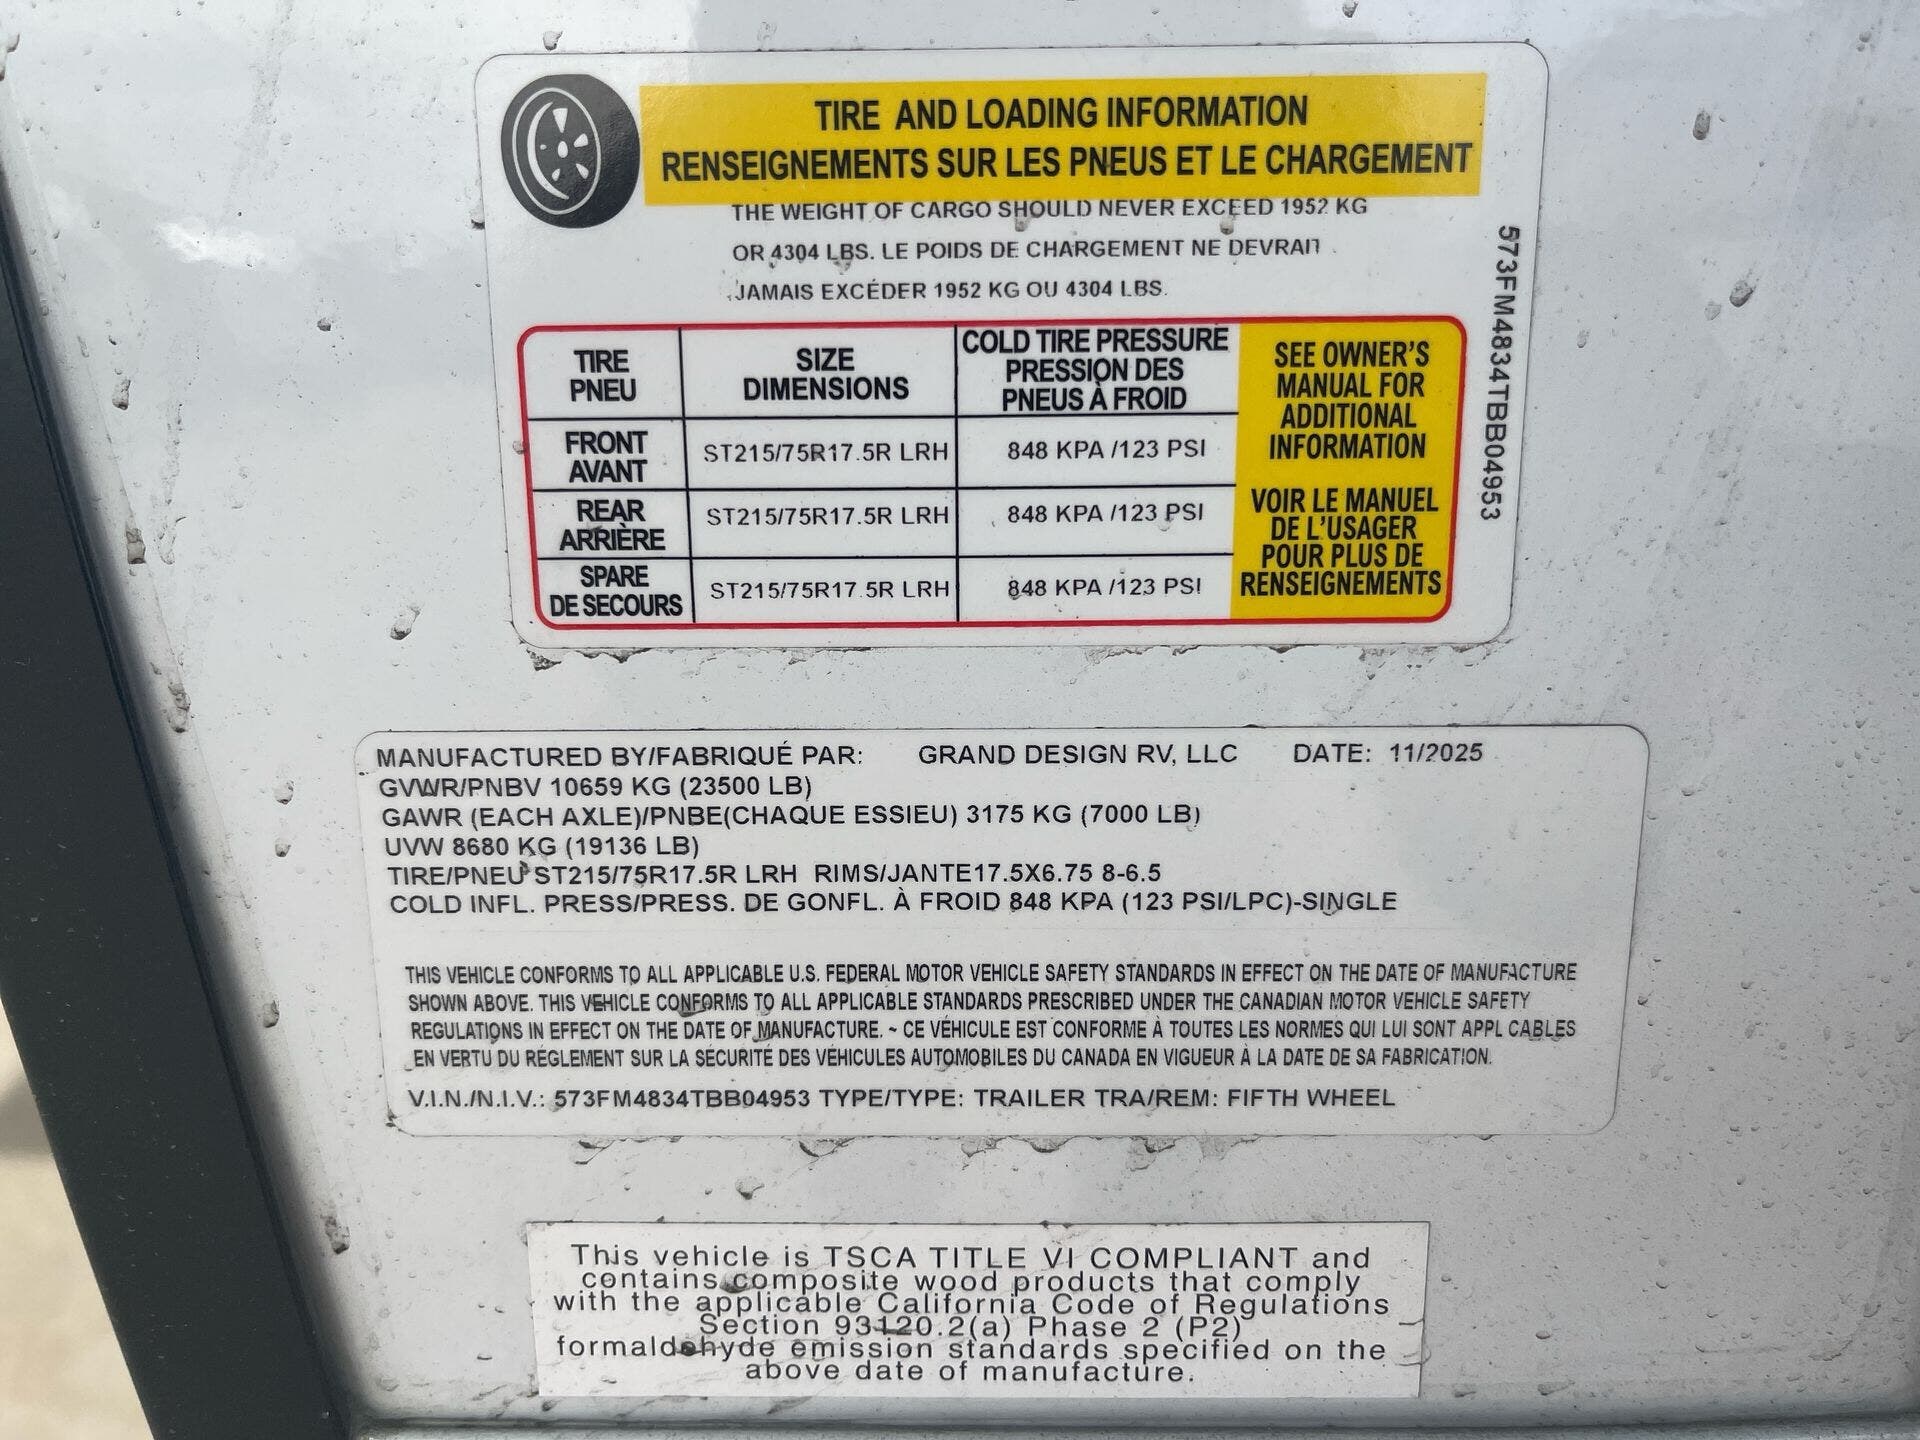 TIRE AND LOADING INFORMATION
RENSEIGNEMENTS SUR LES PNEUS ET LE CHARGEMENT
THE WEIGHT OF CARGO SHOULD NEVER EXCEED 1952 KG
OR 4304 LBS. LE POIDS DE CHARGEMENT NE DEVRAIT
JAMAIS EXCÉDER 1952 KG OU 4304 LBS.
TIRE
PNEU
SIZE
DIMENSIONS
COLD TIRE PRESSURE
PRESSION DES
PNEUS À FROID
FRONT
AVANT
ST215/75R17.5R LRH
848 KPA /123 PSI
REAR
ARRIÈRE
ST215/75R17.5R LRH
848 KPA /123 PSI
SPARE
DE SECOURS
ST215/75R17.5R LRH
848 KPA /123 PSI
SEE OWNER'S
MANUAL FOR
ADDITIONAL
INFORMATION
VOIR LE MANUEL
DE L'USAGER
POUR PLUS DE
RENSEIGNEMENTS
573FM4834TBB04953
MANUFACTURED BY/FABRIQUÉ PAR: GRAND DESIGN RV, LLC DATE: 11/2025
GVWR/PNBV 10659 KG (23500 LB)
GAWR (EACH AXLE)/PNBE(CHAQUE ESSIEU) 3175 KG (7000 LB)
UVW 8680 KG (19136 LB)
TIRE/PNEU ST215/75R17.5R LRH RIMS/JANTE17.5X6.75 8-6.5
COLD INFL. PRESS/PRESS. DE GONFL. À FROID 848 KPA (123 PSI/LPC)-SINGLE
THIS VEHICLE CONFORMS TO ALL APPLICABLE U.S. FEDERAL MOTOR VEHICLE SAFETY STANDARDS IN EFFECT ON THE DATE OF MANUFACTURE
SHOWN ABOVE. THIS VEHICLE CONFORMS TO ALL APPLICABLE STANDARDS PRESCRIBED UNDER THE CANADIAN MOTOR VEHICLE SAFETY
REGULATIONS IN EFFECT ON THE DATE OF MANUFACTURE. ~ CE VÉHICULE EST CONFORME À TOUTES LES NORMES QUI LUI SONT APPLICABLES
EN VERTU DU RÈGLEMENT SUR LA SÉCURITÉ DES VÉHICULES AUTOMOBILES DU CANADA EN VIGUEUR À LA DATE DE SA FABRICATION.
V.I.N./N.I.V.: 573FM4834TBB04953 TYPE/TYPE: TRAILER TRA/REM: FIFTH WHEEL
This vehicle is TSCA TITLE VI COMPLIANT and
contains composite wood products that comply
with the applicable California Code of Regulations
Section 93120.2(a) Phase 2 (P2)
formaldehyde emission standards specified on the
above date of manufacture.